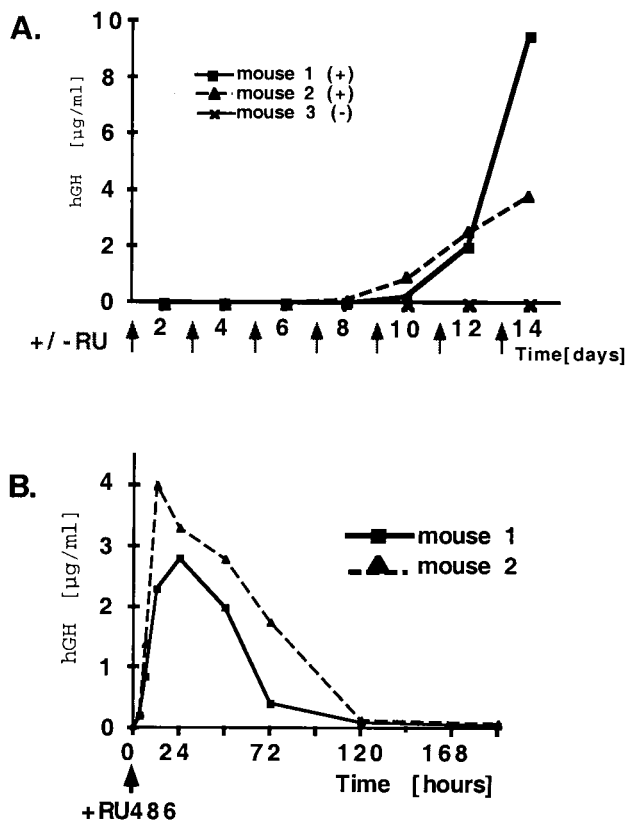 A.
10
8
6
4
2
0
hGH [µg/ml]
mouse 1 (+)
mouse 2 (+)
mouse 3 (-)
2 4 6 8 10 12 14
+/-RU
Time[days]
B.
4
3
2
1
0
hGH [µg/ml]
mouse 1
mouse 2
0 24 72 120 168
Time [hours]
+RU486